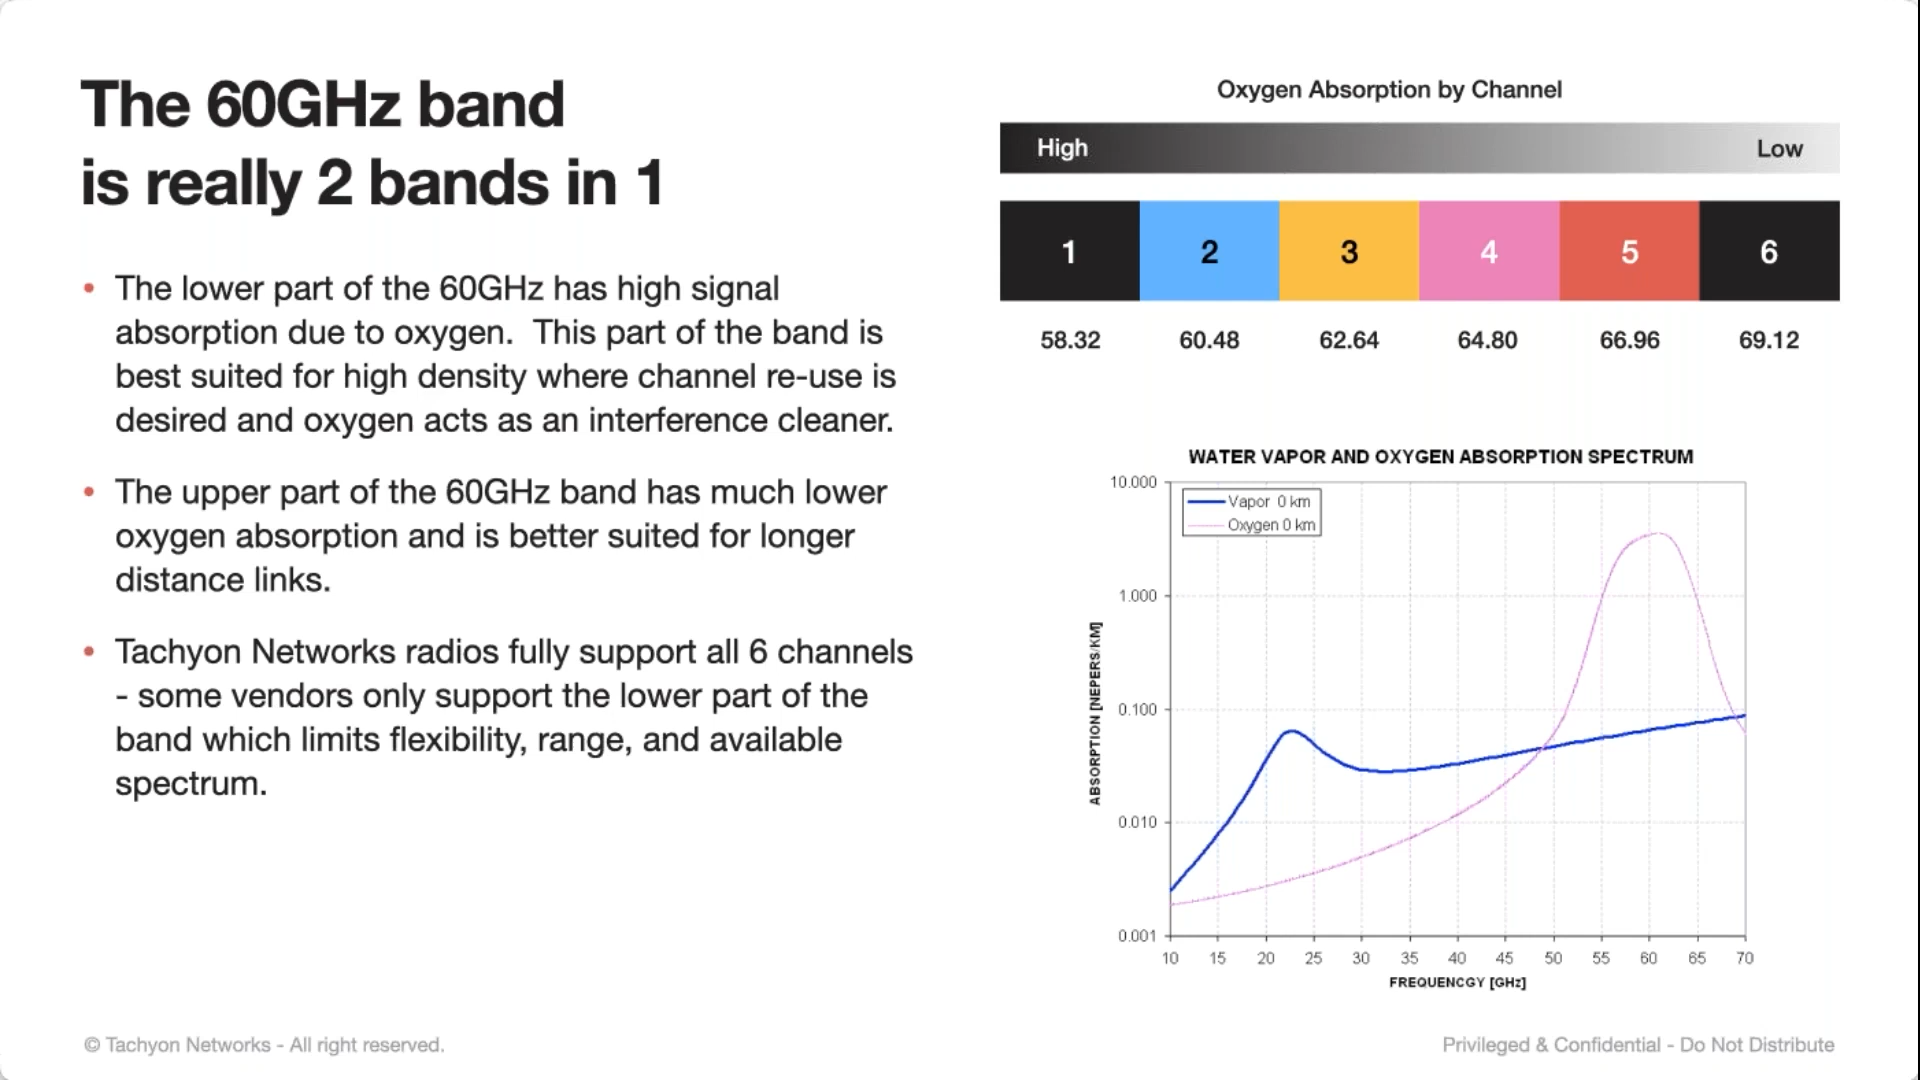 The 60GHz band
is really 2 bands in 1
• The lower part of the 60GHz has high signal
absorption due to oxygen.  This part of the band is
best suited for high density where channel re-use is
desired and oxygen acts as an interference cleaner.
• The upper part of the 60GHz band has much lower
oxygen absorption and is better suited for longer
distance links.
• Tachyon Networks radios fully support all 6 channels
- some vendors only support the lower part of the
band which limits flexibility, range, and available
spectrum.
Oxygen Absorption by Channel
High Low
1 2 3 4 5 6
58.32 60.48 62.64 64.80 66.96 69.12
WATER VAPOR AND OXYGEN ABSORPTION SPECTRUM
Vapor 0 km
Oxygen 0 km
ABSORPTION [NEPERS/KM]
10.000
1.000
0.100
0.010
0.001
10 15 20 25 30 35 40 45 50 55 60 65 70
FREQUENCGY [GHz]
© Tachyon Networks - All right reserved.
Privileged & Confidential - Do Not Distribute